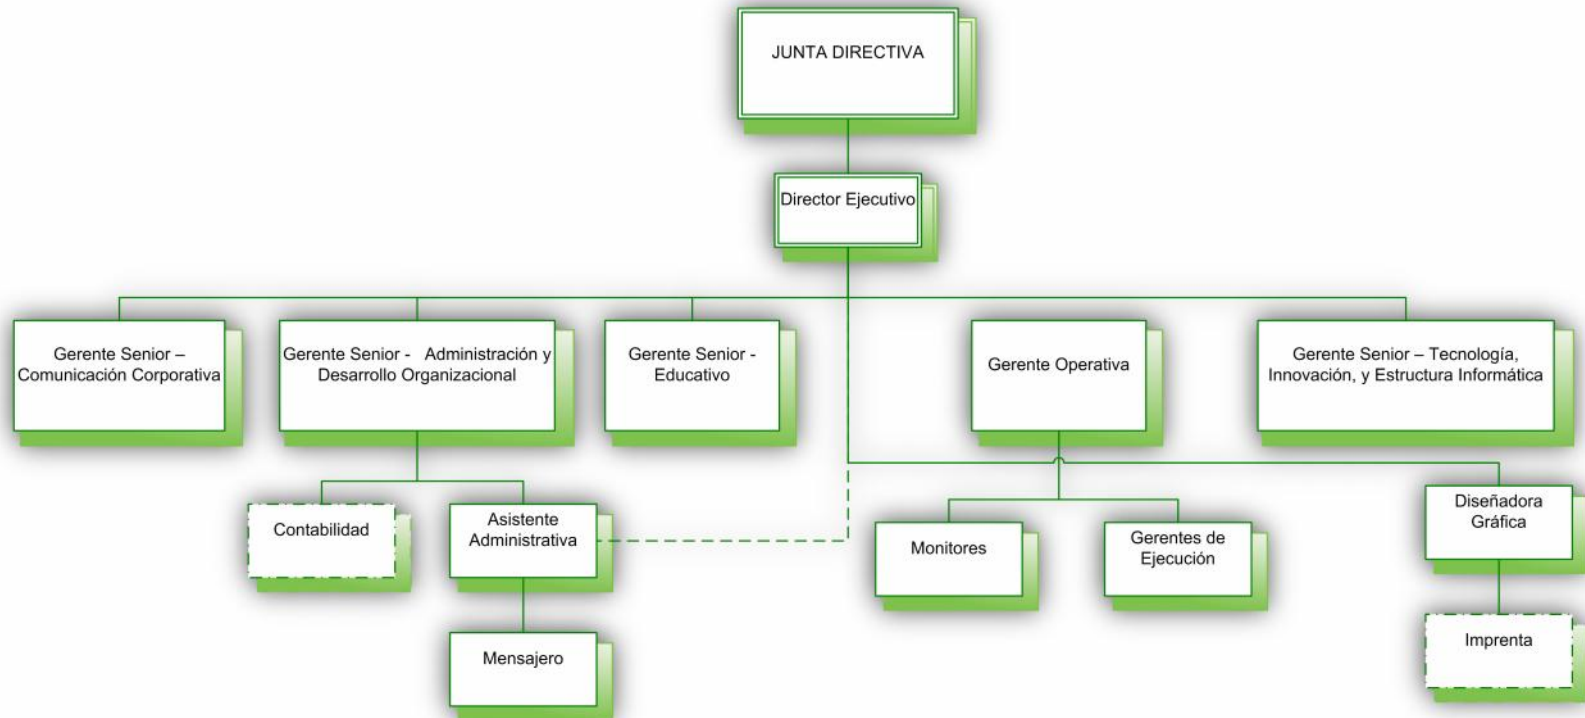 JUNTA DIRECTIVA
Director Ejecutivo
Gerente Senior –
Comunicación Corporativa
Gerente Senior - Administración y
Desarrollo Organizacional
Gerente Senior -
Educativo
Gerente Operativa
Gerente Senior – Tecnología,
Innovación, y Estructura Informática
Contabilidad
Asistente
Administrativa
Monitores
Gerentes de
Ejecución
Diseñadora
Gráfica
Mensajero
Imprenta